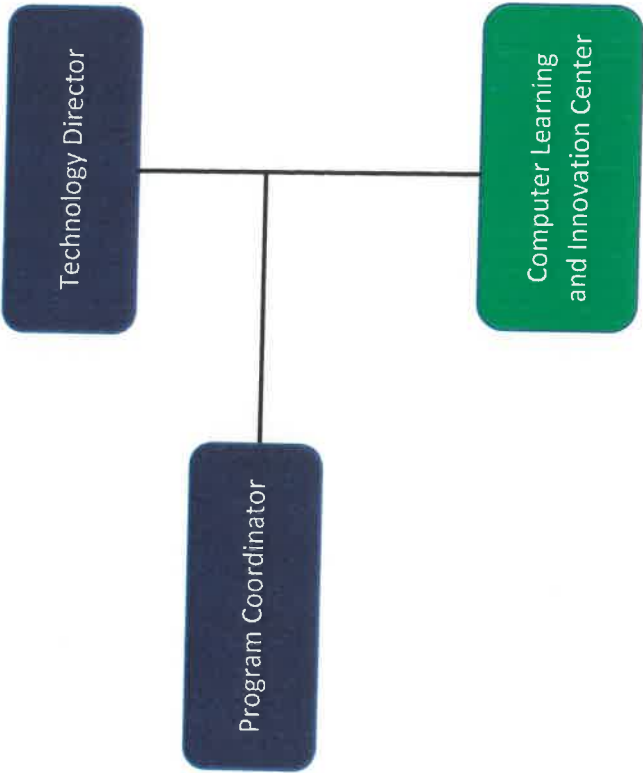 Technology Director
Program Coordinator
Computer Learning
and Innovation Center